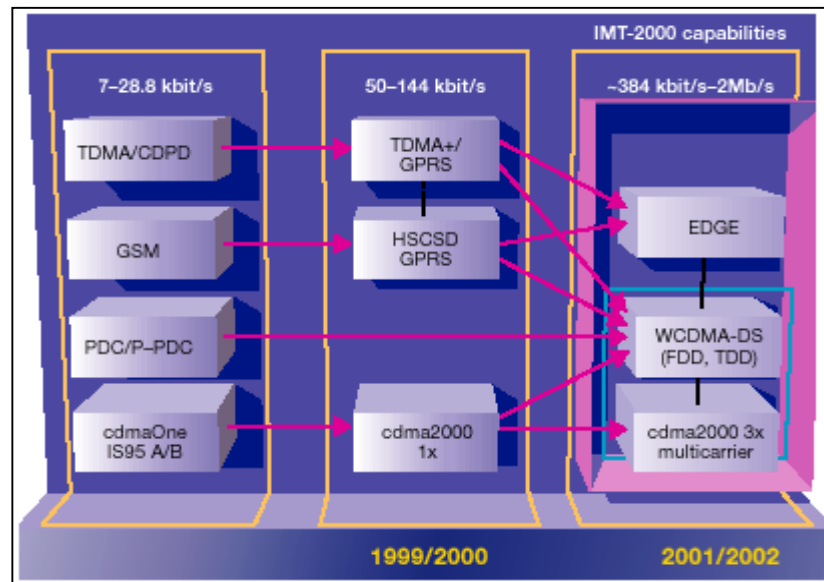 IMT-2000 capabilities
7–28.8 kbit/s
50–144 kbit/s
~384 kbit/s–2Mb/s
TDMA/CDPD
TDMA+/
GPRS
EDGE
GSM
HSCSD
GPRS
PDC/P–PDC
WCDMA-DS
(FDD, TDD)
cdmaOne
IS95 A/B
cdma2000
1x
cdma2000 3x
multicarrier
1999/2000
2001/2002